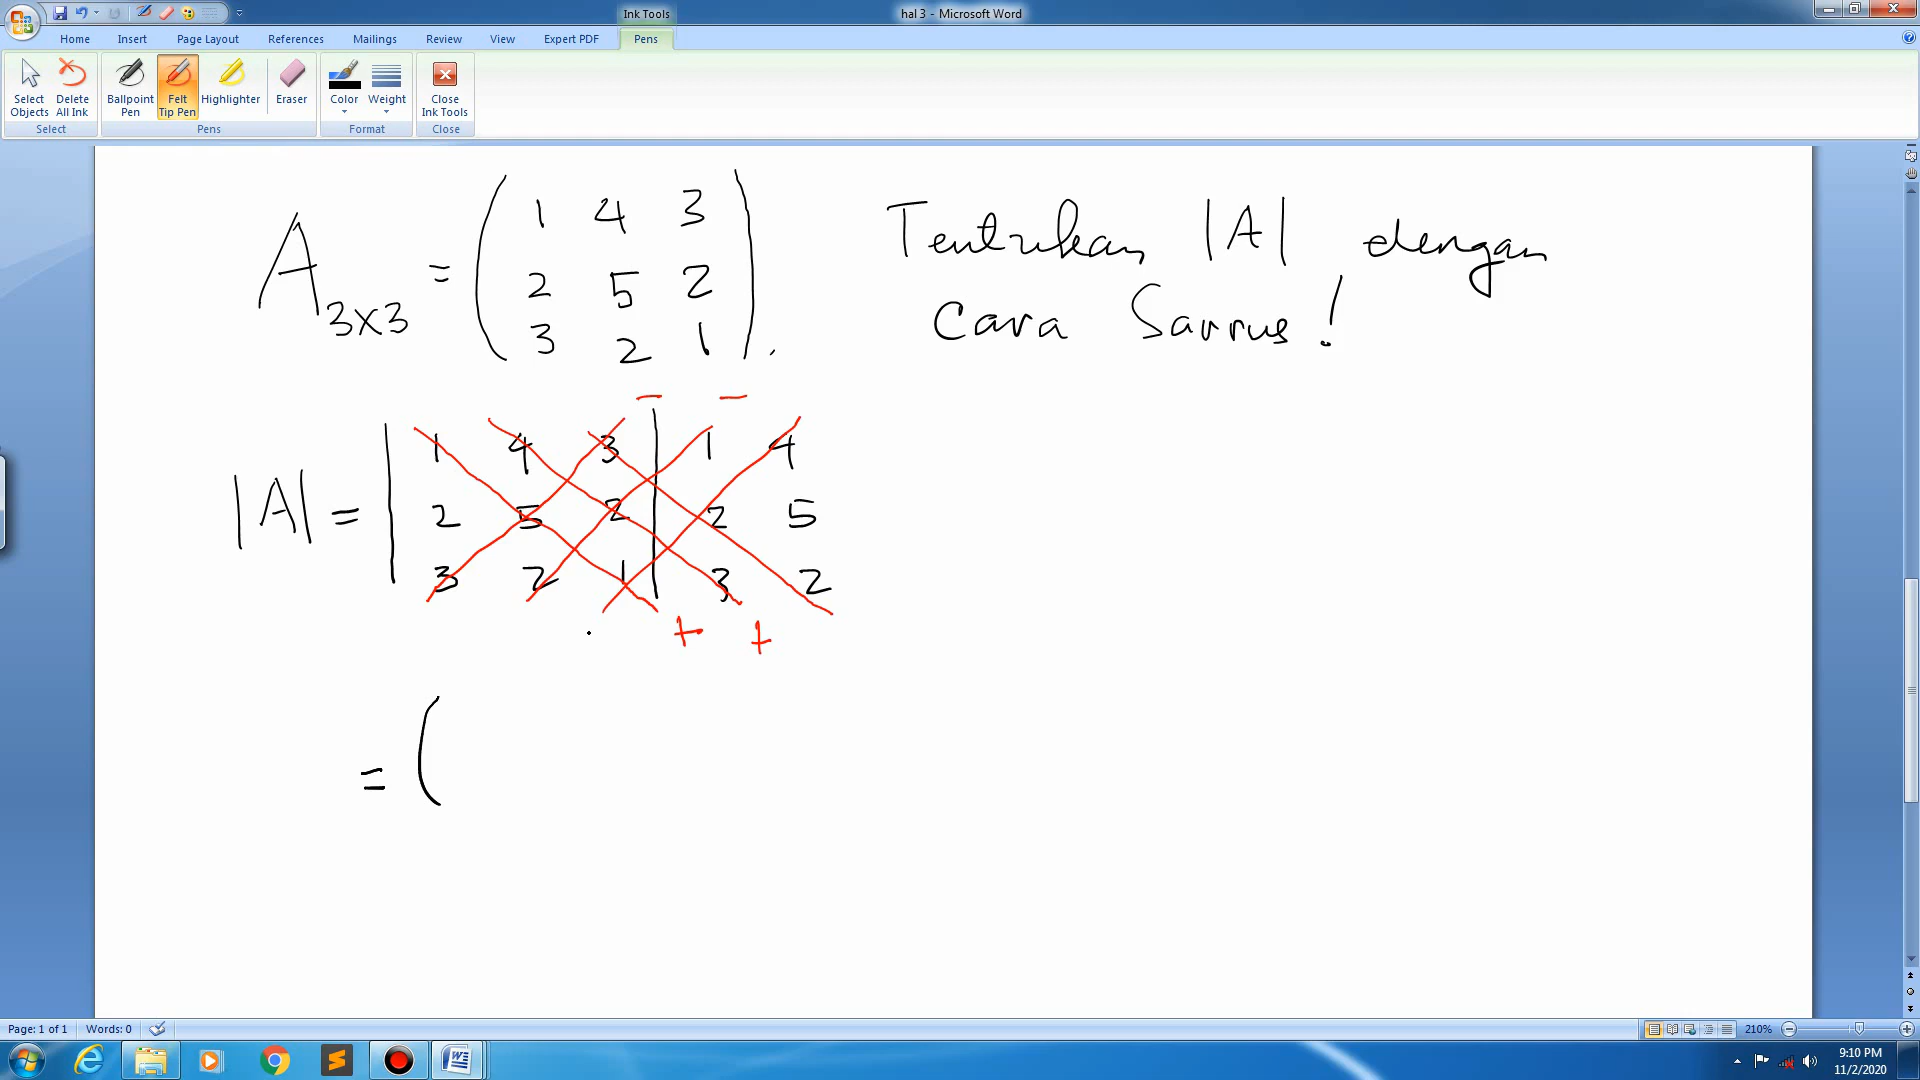 Ink Tools
hal 3 - Microsoft Word
Home Insert Page Layout References Mailings Review View Expert PDF Pens
Select Objects Delete All Ink Ballpoint Pen Felt Tip Pen Highlighter Eraser Color Weight Close Ink Tools
Select Pens Format Close
A 3x3 = ( 1 4 3
2 5 2
3 2 1 ) .
Tentukan |A| dengan
cara Sarrus!
- -
|A| = | 1 4 3 | 1 4
2 5 2 | 2 5
3 2 1 | 3 2
+ +
= (
Page: 1 of 1 Words: 0 210%
9:10 PM
11/2/2020